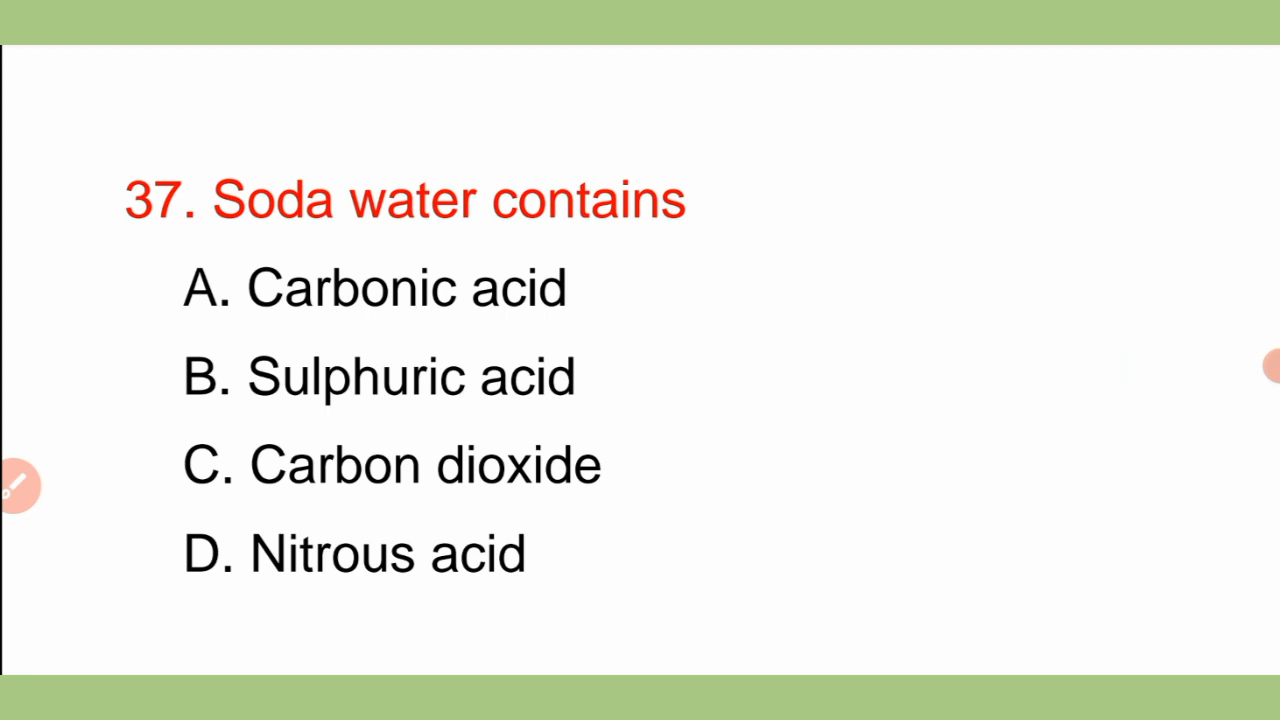 37. Soda water contains
A. Carbonic acid
B. Sulphuric acid
C. Carbon dioxide
D. Nitrous acid